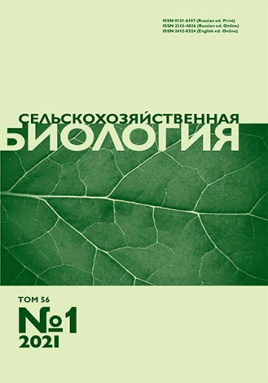 ISSN 0131-6397 (Russian ed. Print)
ISSN 2313-4836 (Russian ed. Online)
ISSN 2412-0324 (English ed. Online)
СЕЛЬСКОХОЗЯЙСТВЕННАЯ
БИОЛОГИЯ
ТОМ 56
№1
2021